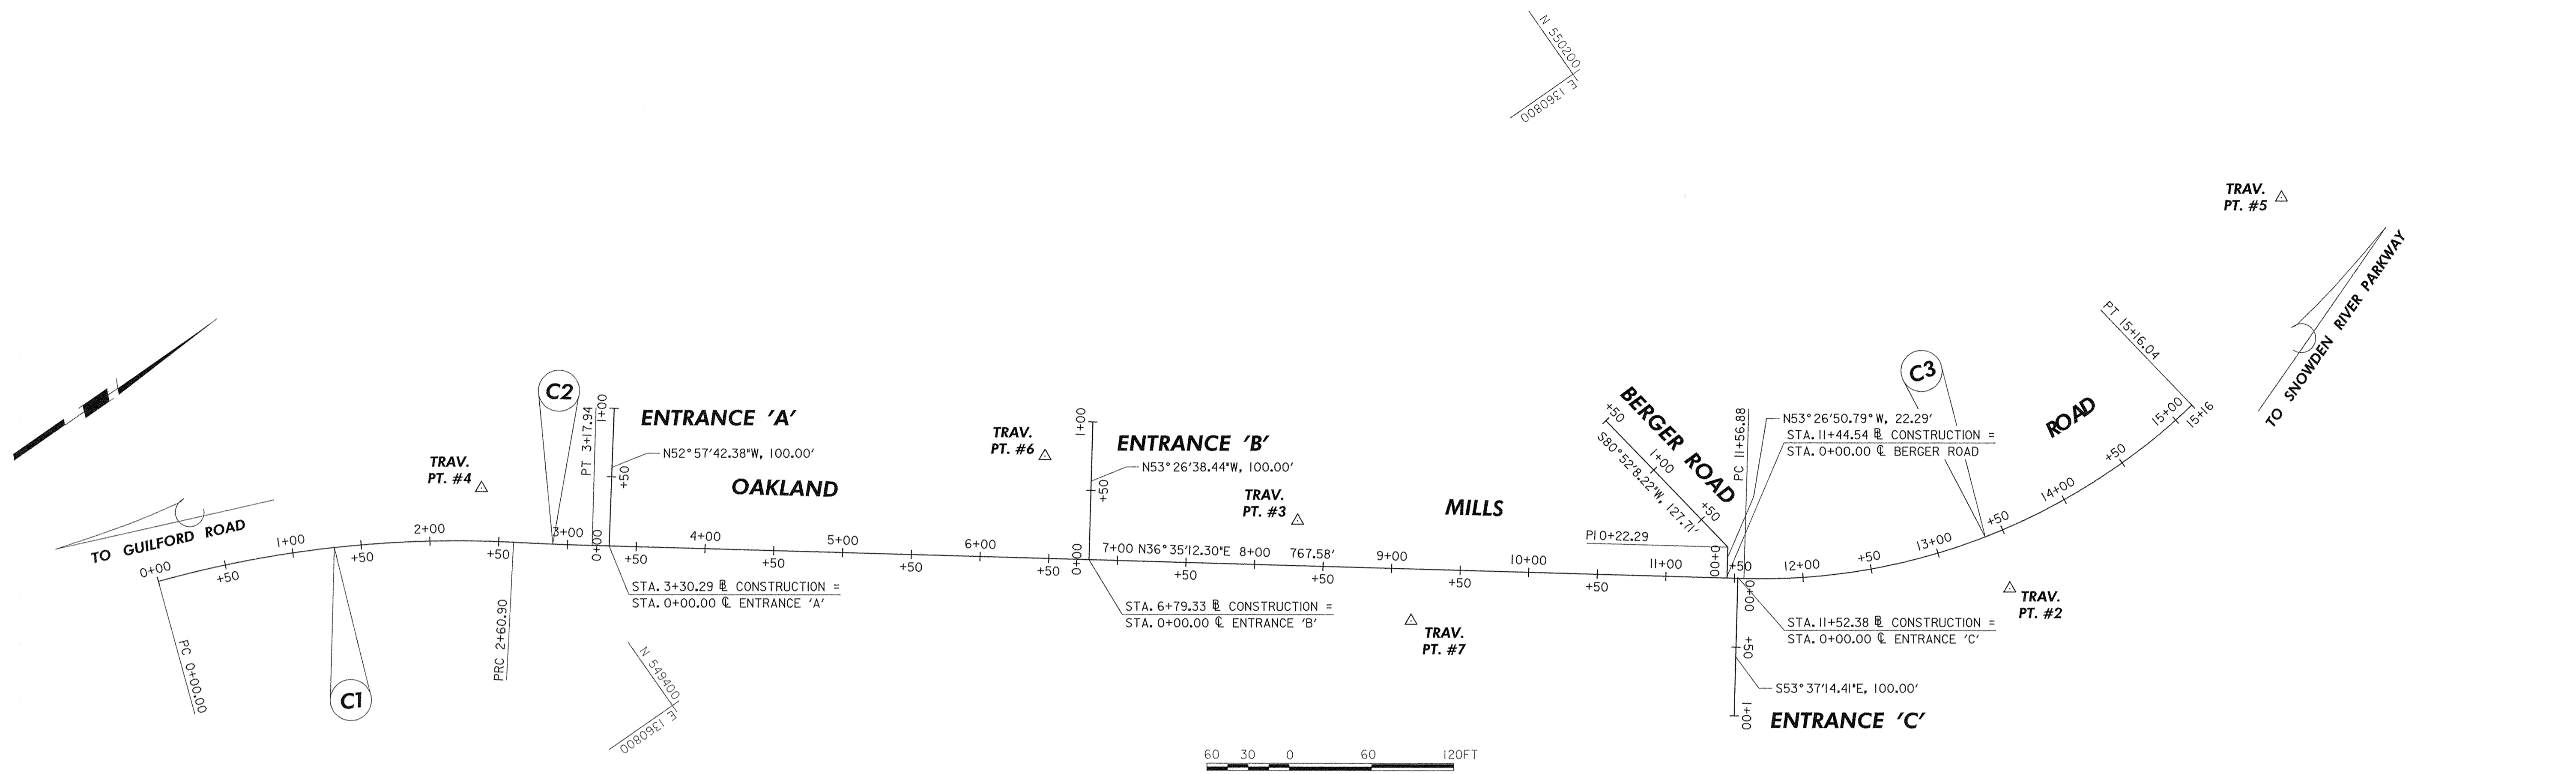 N 550200
E 1360800
TRAV.
PT. #5
TO SNOWDEN RIVER PARKWAY
PT 15+16.04
C3
C2
PT 3+17.94
1+00
ENTRANCE 'A'
N52°57'42.38"W, 100.00'
+50
OAKLAND
TRAV.
PT. #4
TRAV.
PT. #6
1+00
ENTRANCE 'B'
N53°26'38.44"W, 100.00'
+50
TRAV.
PT. #3
MILLS
BERGER ROAD
+50
1+00
+50
S80°52'8.22"W, 127.71'
PI 0+22.29
PC 11+56.88
N53°26'50.79"W, 22.29'
STA. 11+44.54 BL CONSTRUCTION =
STA. 0+00.00 CL BERGER ROAD
ROAD
TO GUILFORD ROAD
0+00
+50
1+00
+50
2+00
+50
3+00
0+00
4+00
+50
5+00
+50
6+00
+50
0+00
7+00 N36°35'12.30"E 8+00 767.58'
+50
+50
9+00
+50
10+00
+50
11+00
0+00
+50
12+00
+50
13+00
+50
14+00
+50
15+00
15+16
STA. 3+30.29 BL CONSTRUCTION =
STA. 0+00.00 CL ENTRANCE 'A'
STA. 6+79.33 BL CONSTRUCTION =
STA. 0+00.00 CL ENTRANCE 'B'
TRAV.
PT. #7
TRAV.
PT. #2
0+00
STA. 11+52.38 BL CONSTRUCTION =
STA. 0+00.00 CL ENTRANCE 'C'
+50
S53°37'14.41"E, 100.00'
1+00
ENTRANCE 'C'
PC 0+00.00
C1
PRC 2+60.90
N 549400
E 1360800
60 30 0 60 120FT